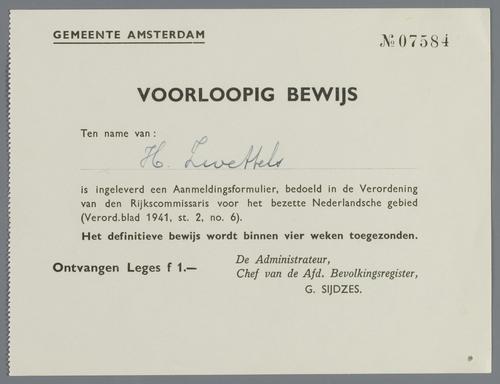 GEMEENTE AMSTERDAM
№ 07584
VOORLOOPIG BEWIJS
Ten name van:
H. Zwettels
is ingeleverd een Aanmeldingsformulier, bedoeld in de Verordening
van den Rijkscommissaris voor het bezette Nederlandsche gebied
(Verord.blad 1941, st. 2, no. 6).
Het definitieve bewijs wordt binnen vier weken toegezonden.
Ontvangen Leges f 1.—
De Administrateur,
Chef van de Afd. Bevolkingsregister,
G. SIJDZES.